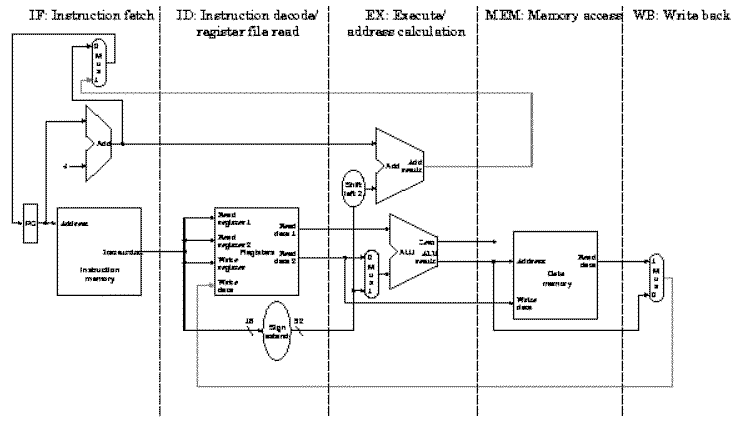 IF: Instruction fetch
ID: Instruction decode/
register file read
EX: Execute/
address calculation
MEM: Memory access
WB: Write back
0
M
u
x
1
Add
4
PC
Address
Instruction
Instruction
memory
Read
register 1
Read
register 2
Registers
Write
register
Write
data
Read
data 1
Read
data 2
16
Sign
extend
32
Shift
left 2
Add
Add
result
0
M
u
x
1
ALU
Zero
ALU
result
Address
Data
memory
Write
data
Read
data
1
M
u
x
0